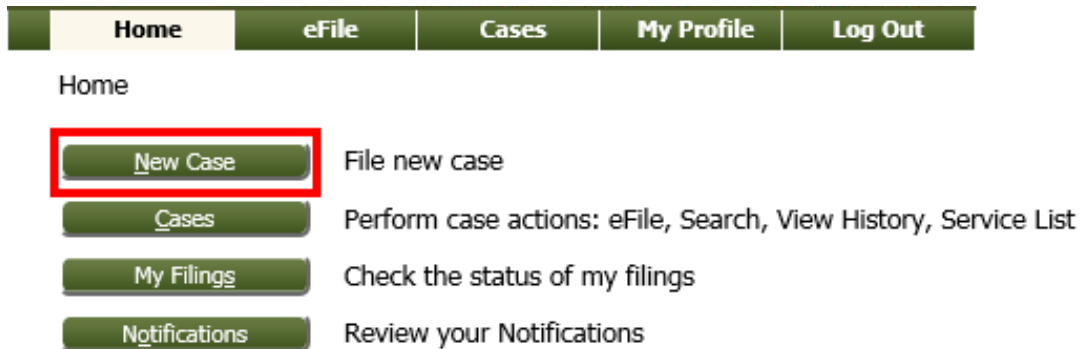 Home eFile Cases My Profile Log Out
Home
New Case File new case
Cases Perform case actions: eFile, Search, View History, Service List
My Filings Check the status of my filings
Notifications Review your Notifications